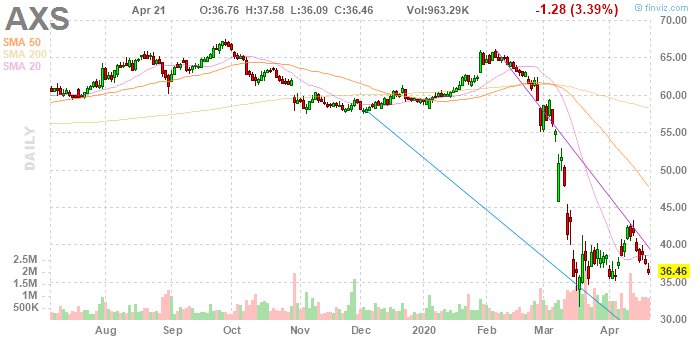 AXS
Apr 21 O:36.76 H:37.58 L:36.09 C:36.46 Vol:963.29K -1.28 (3.39%)
© finviz.com
SMA 50
SMA 200
SMA 20
DAILY
70.00
65.00
60.00
55.00
50.00
45.00
40.00
36.46
35.00
30.00
2.5M
2M
1.5M
1M
500K
Aug Sep Oct Nov Dec 2020 Feb Mar Apr